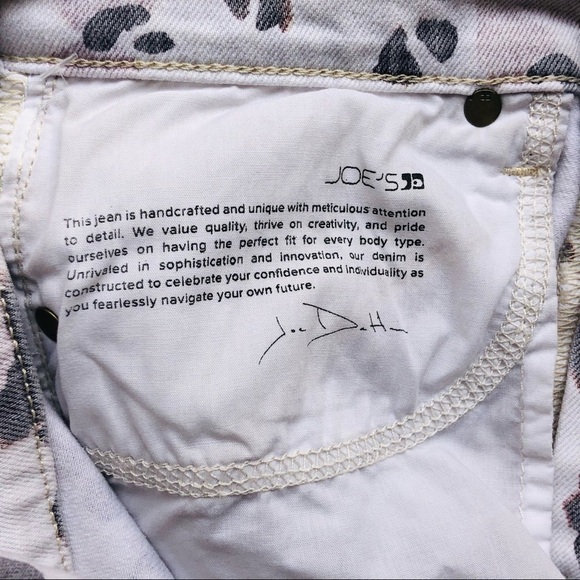 JOE'S
This jean is handcrafted and unique with meticulous attention
to detail. We value quality, thrive on creativity, and pride
ourselves on having the perfect fit for every body type.
Unrivaled in sophistication and innovation, our denim is
constructed to celebrate your confidence and individuality as
you fearlessly navigate your own future.
Joe Dahan